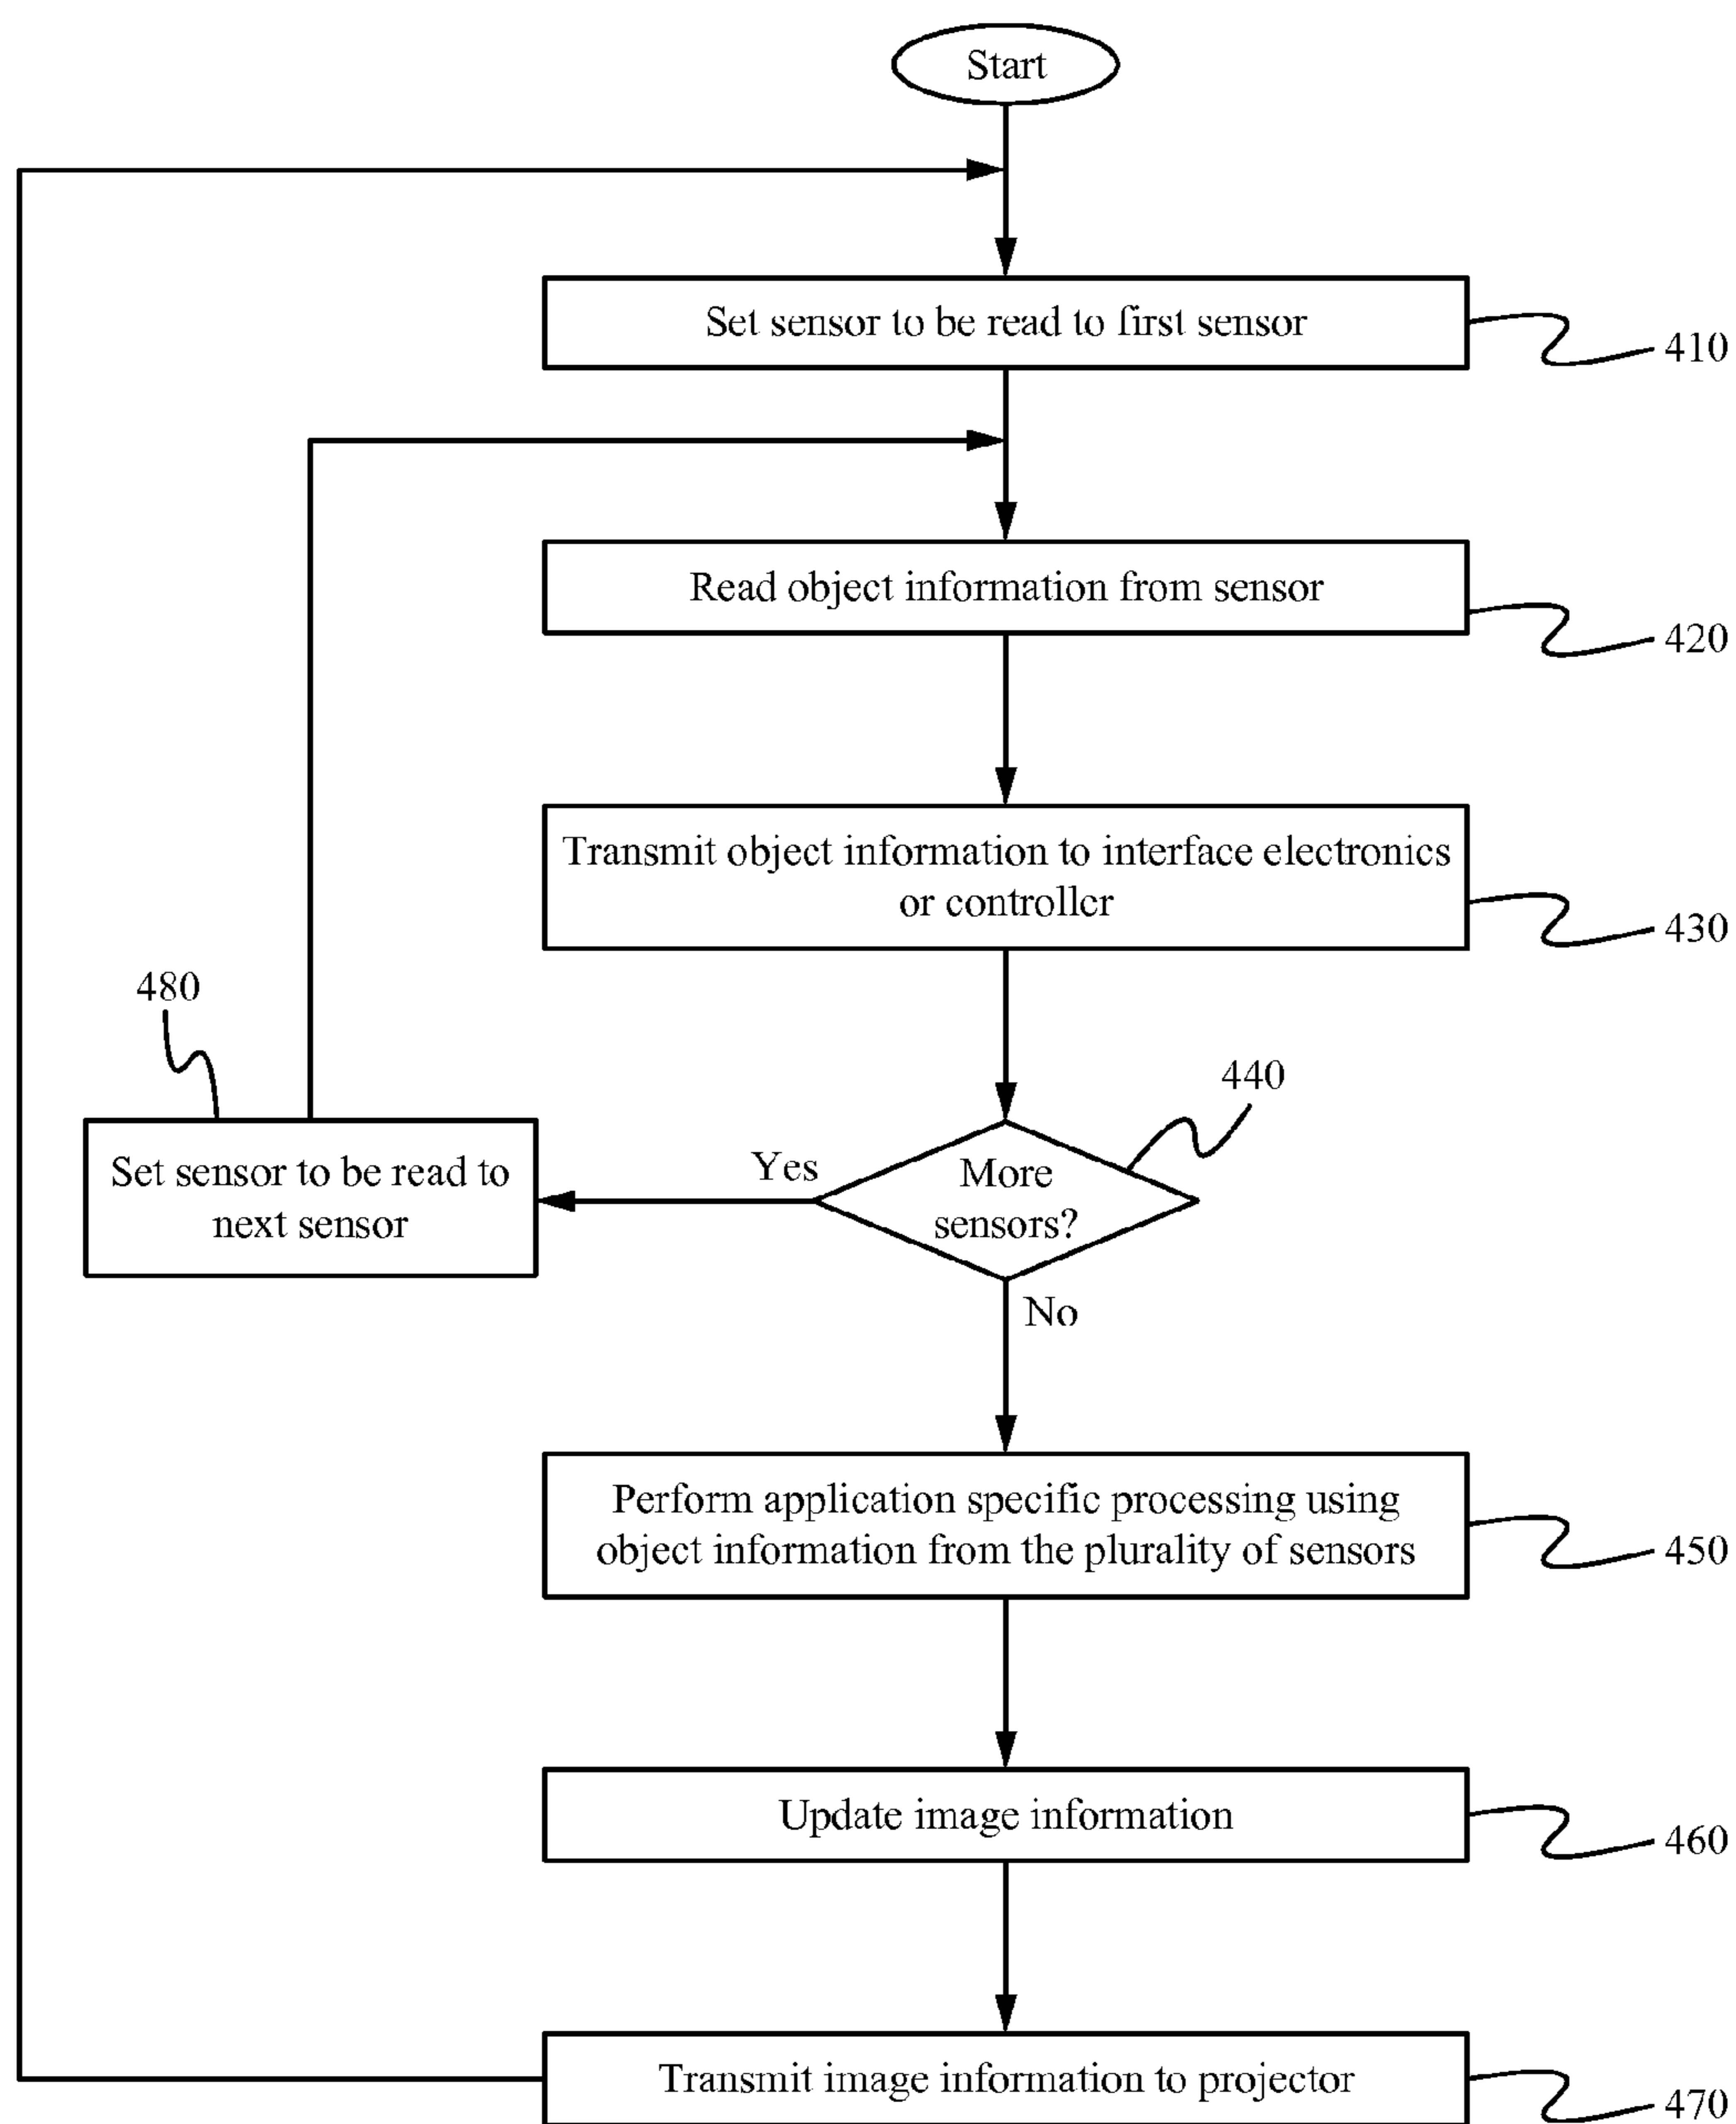 Start
Set sensor to be read to first sensor
410
Read object information from sensor
420
Transmit object information to interface electronics
or controller
430
480
440
Set sensor to be read to
next sensor
Yes
More
sensors?
No
Perform application specific processing using
object information from the plurality of sensors
450
Update image information
460
Transmit image information to projector
470